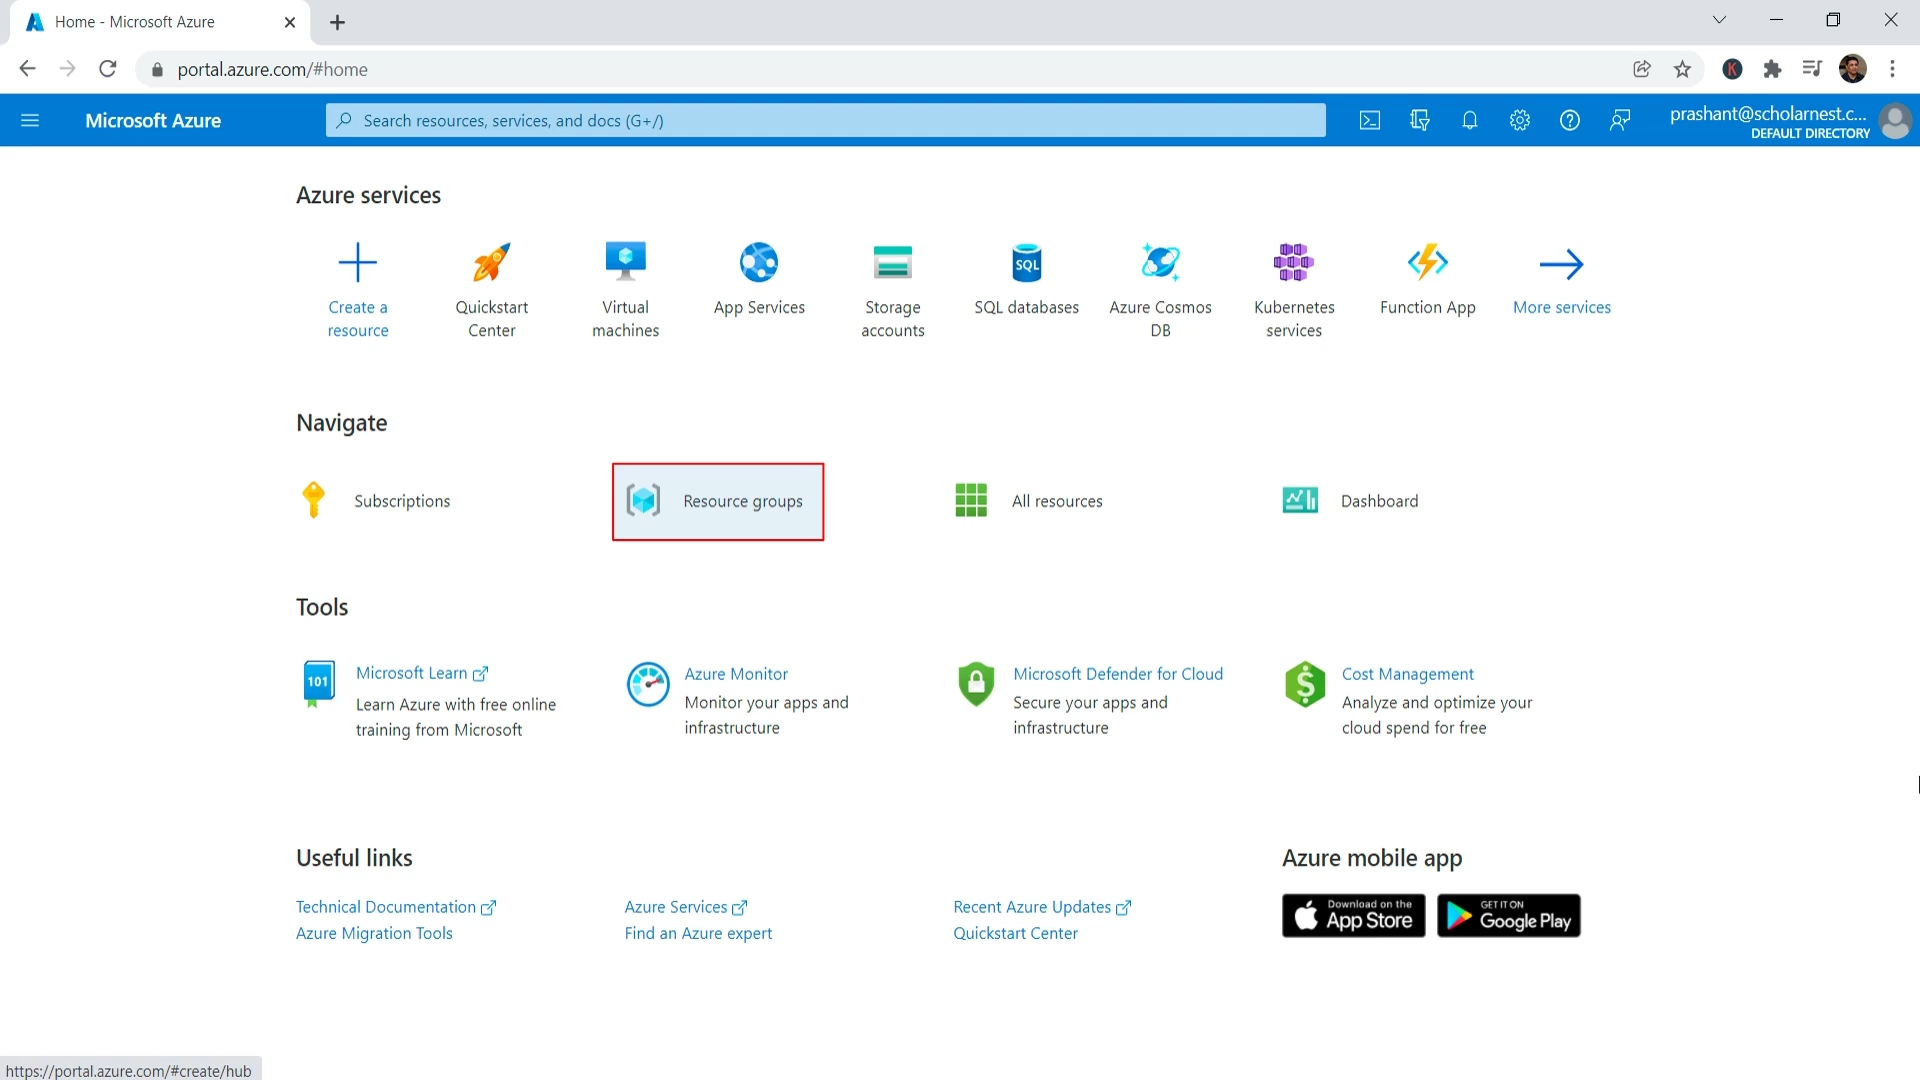 Home - Microsoft Azure
portal.azure.com/#home
K
Microsoft Azure
Search resources, services, and docs (G+/)
prashant@scholarnest.c...
DEFAULT DIRECTORY
Azure services
Create a resource
Quickstart Center
Virtual machines
App Services
Storage accounts
SQL
SQL databases
Azure Cosmos DB
Kubernetes services
Function App
More services
Navigate
Subscriptions
Resource groups
All resources
Dashboard
Tools
101
Microsoft Learn
Learn Azure with free online
training from Microsoft
Azure Monitor
Monitor your apps and
infrastructure
Microsoft Defender for Cloud
Secure your apps and
infrastructure
$
Cost Management
Analyze and optimize your
cloud spend for free
Useful links
Technical Documentation
Azure Migration Tools
Azure Services
Find an Azure expert
Recent Azure Updates
Quickstart Center
Azure mobile app
Download on the
App Store
GET IT ON
Google Play
https://portal.azure.com/#create/hub